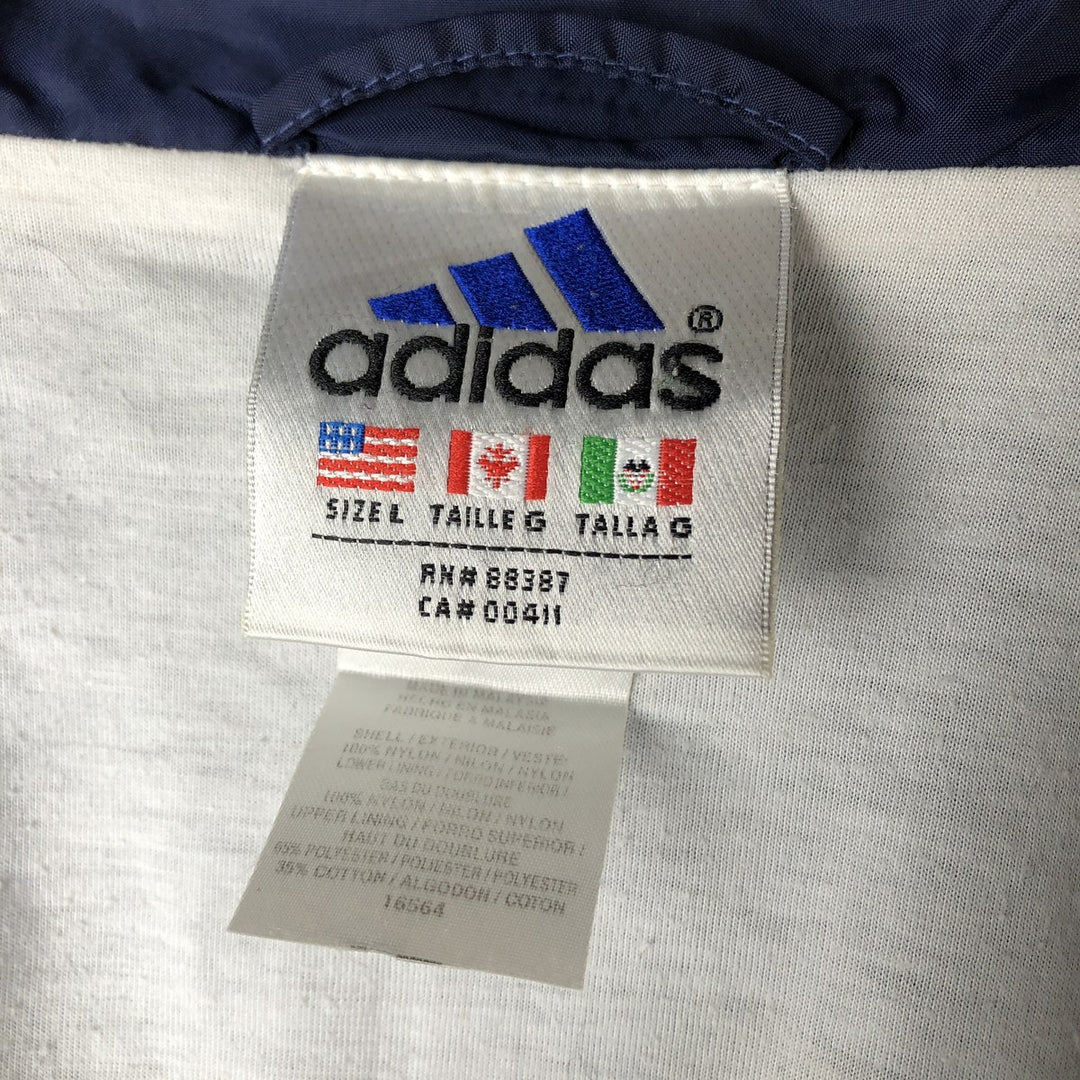 adidas®
SIZE L TAILLE G TALLA G
RN# 88387
CA# 00411
MADE IN MALAYSIA
HECHO EN MALASIA
FABRIQUE A MALAISIE
SHELL / EXTERIOR / VESTE:
100% NYLON / NILON / NYLON
LOWER LINING / FORRO INFERIOR /
BAS DU DOUBLURE
100% NYLON / NILON / NYLON
UPPER LINING / FORRO SUPERIOR /
HAUT DU DOUBLURE
65% POLYESTER / POLIESTER / POLYESTER
35% COTTON / ALGODON / COTON
16564